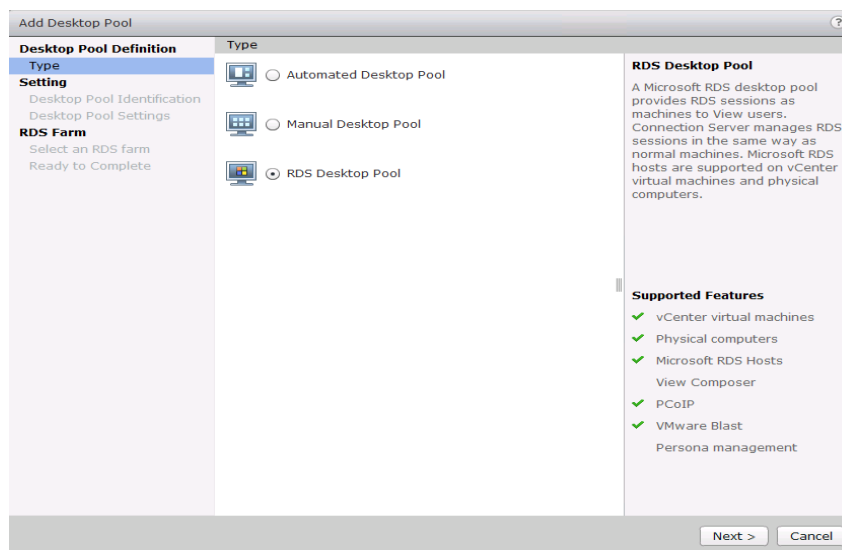 Add Desktop Pool
?
Desktop Pool Definition
Type
Setting
Desktop Pool Identification
Desktop Pool Settings
RDS Farm
Select an RDS farm
Ready to Complete
Type
Automated Desktop Pool
Manual Desktop Pool
RDS Desktop Pool
RDS Desktop Pool
A Microsoft RDS desktop pool
provides RDS sessions as
machines to View users.
Connection Server manages RDS
sessions in the same way as
normal machines. Microsoft RDS
hosts are supported on vCenter
virtual machines and physical
computers.
Supported Features
vCenter virtual machines
Physical computers
Microsoft RDS Hosts
View Composer
PCoIP
VMware Blast
Persona management
Next >
Cancel